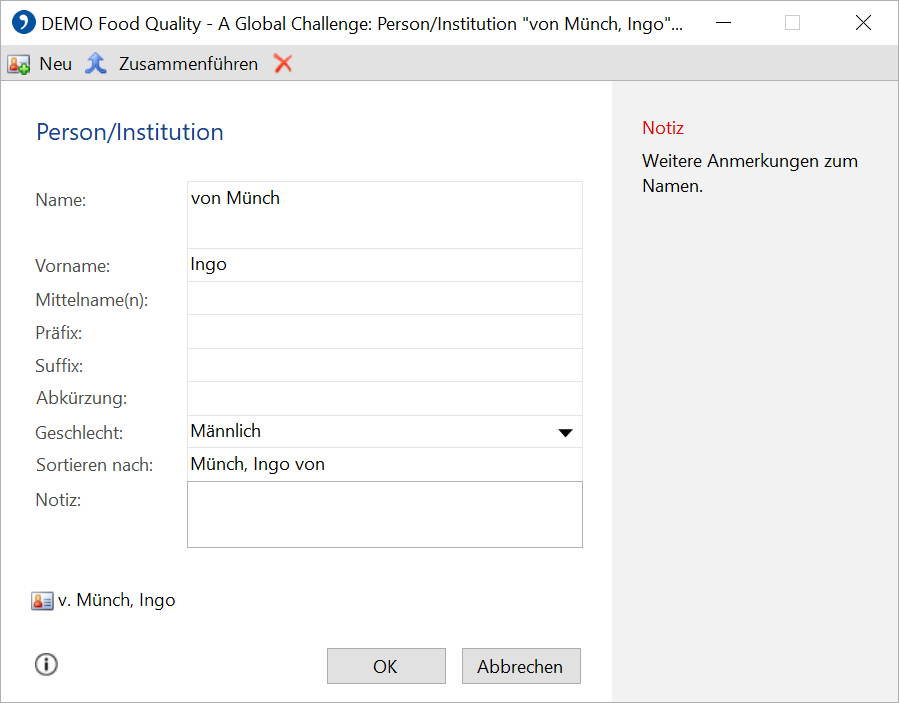 DEMO Food Quality - A Global Challenge: Person/Institution "von Münch, Ingo"...
Neu Zusammenführen
Person/Institution
Name: von Münch
Vorname: Ingo
Mittelname(n):
Präfix:
Suffix:
Abkürzung:
Geschlecht: Männlich
Sortieren nach: Münch, Ingo von
Notiz:
v. Münch, Ingo
OK Abbrechen
Notiz
Weitere Anmerkungen zum
Namen.